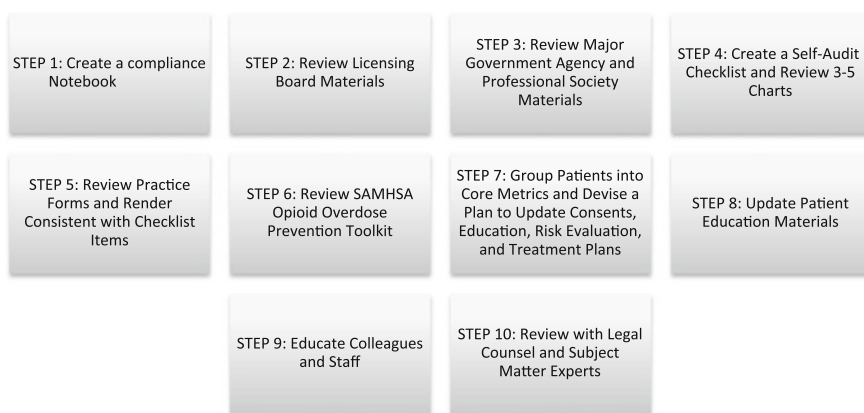 STEP 1: Create a compliance
Notebook
STEP 2: Review Licensing
Board Materials
STEP 3: Review Major
Government Agency and
Professional Society
Materials
STEP 4: Create a Self-Audit
Checklist and Review 3-5
Charts
STEP 5: Review Practice
Forms and Render
Consistent with Checklist
Items
STEP 6: Review SAMHSA
Opioid Overdose
Prevention Toolkit
STEP 7: Group Patients into
Core Metrics and Devise a
Plan to Update Consents,
Education, Risk Evaluation,
and Treatment Plans
STEP 8: Update Patient
Education Materials
STEP 9: Educate Colleagues
and Staff
STEP 10: Review with Legal
Counsel and Subject
Matter Experts